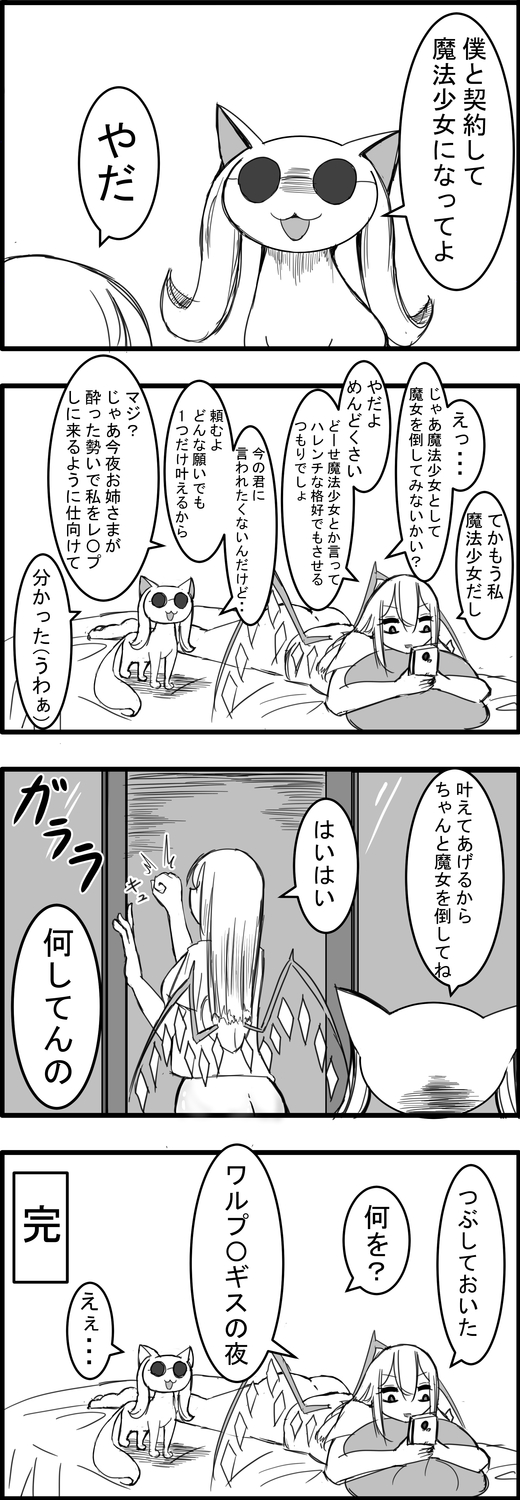 僕と契約して
魔法少女になってよ
やだ
えっ・・・
じゃあ魔法少女として
魔女を倒してみないかい？
てかもう私
魔法少女だし
やだよ
めんどくさい
どーせ魔法少女とか言って
ハレンチな格好でもさせる
つもりでしょ
今の君に
言われたくないんだけど・・
頼むよ
どんな願いでも
1つだけ叶えるから
マジ？
じゃあ今夜お姉さまが
酔った勢いで私をレ〇プ
しに来るように仕向けて
分かった(うわぁ)
叶えてあげるから
ちゃんと魔女を倒してね
はいはい
ガララ
キュッ
何してんの
つぶしておいた
何を？
ワルプ〇ギスの夜
ええ・・・
完